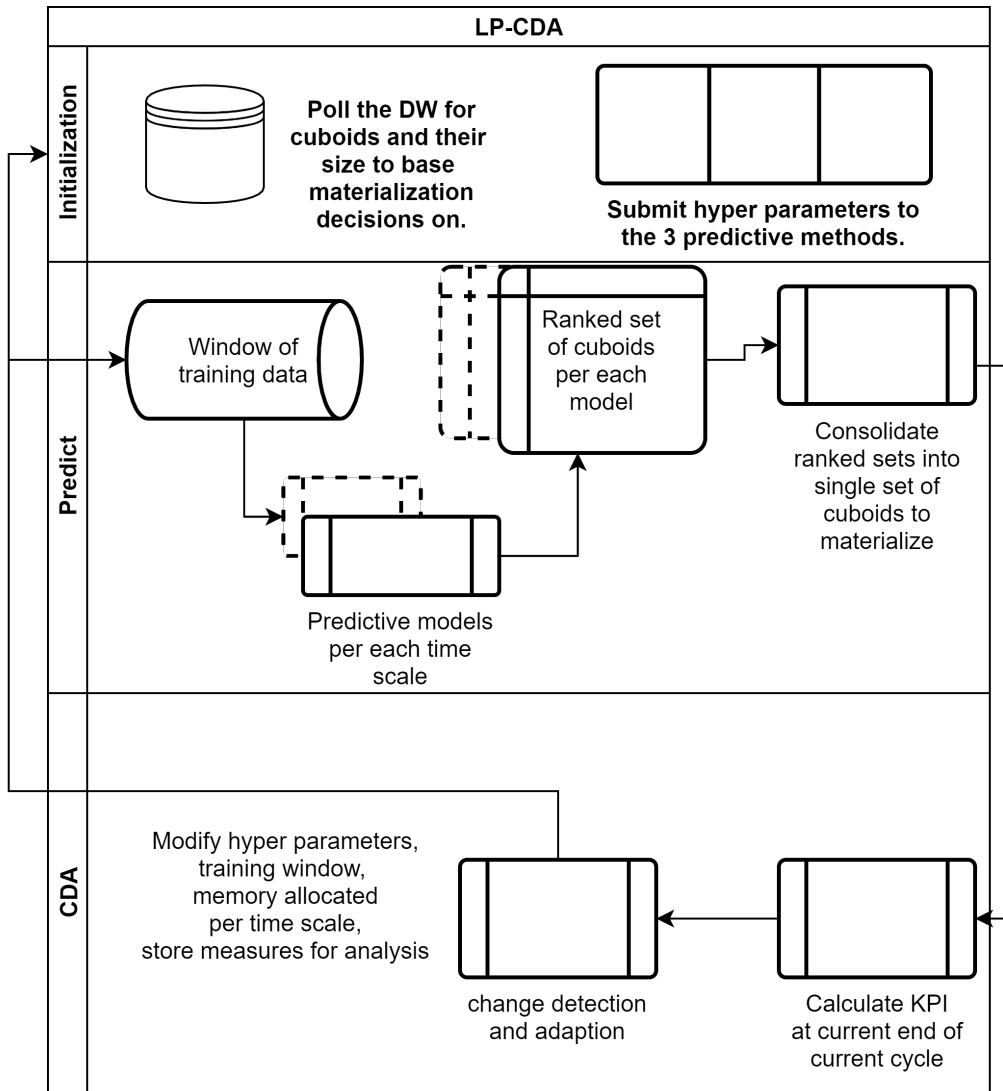 LP-CDA
Initialization
Poll the DW for
cuboids and their
size to base
materialization
decisions on.
Submit hyper parameters to
the 3 predictive methods.
Predict
Window of
training data
Ranked set
of cuboids
per each
model
Consolidate
ranked sets into
single set of
cuboids to
materialize
Predictive models
per each time
scale
CDA
Modify hyper parameters,
training window,
memory allocated
per time scale,
store measures for analysis
change detection
and adaption
Calculate KPI
at current end of
current cycle